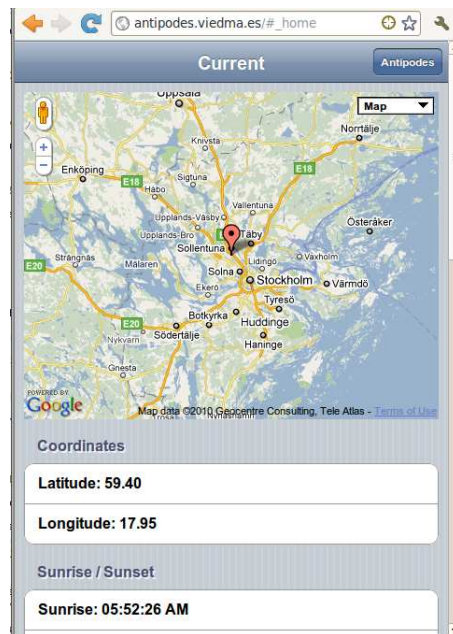 antipodes.viedma.es/#_home
Current
Antipodes
Map
Uppsala
Norrtälje
Knivsta
Enköping
E18
E18
Sigtuna
Håbo
Vallentuna
Upplands-Väsby
Österåker
Upplands-Bro
Täby
Sollentuna
Strängnäs
Mälaren
Lidingö
Vaxholm
E20
Solna
Stockholm
Värmdö
Ekerö
Tyresö
Botkyrka
Huddinge
E20
Södertälje
Nykvarn
Haninge
Gnesta
POWERED BY
Google
Map data ©2010 Geocentre Consulting, Tele Atlas - Terms of Use
Trosa
Nynäshamn
Coordinates
Latitude: 59.40
Longitude: 17.95
Sunrise / Sunset
Sunrise: 05:52:26 AM